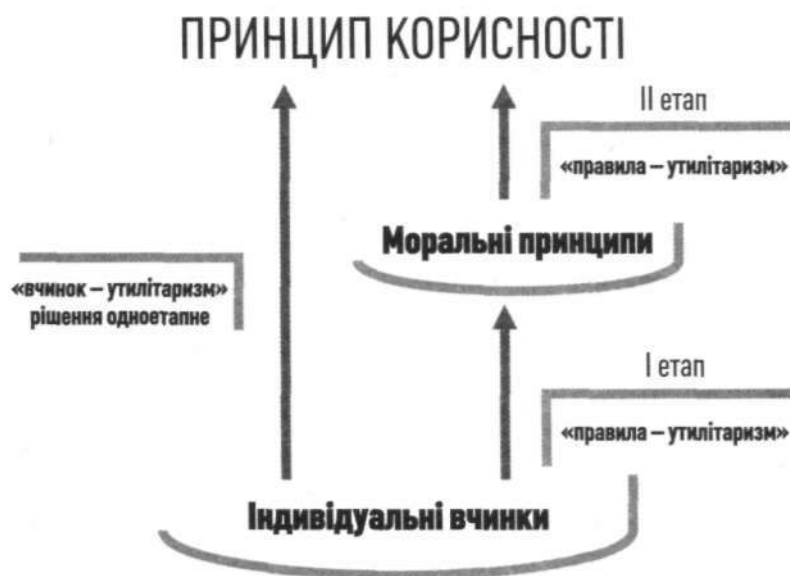 ПРИНЦИП КОРИСНОСТІ
II етап
«правила – утилітаризм»
Моральні принципи
«вчинок – утилітаризм»
рішення одноетапне
I етап
«правила – утилітаризм»
Індивідуальні вчинки